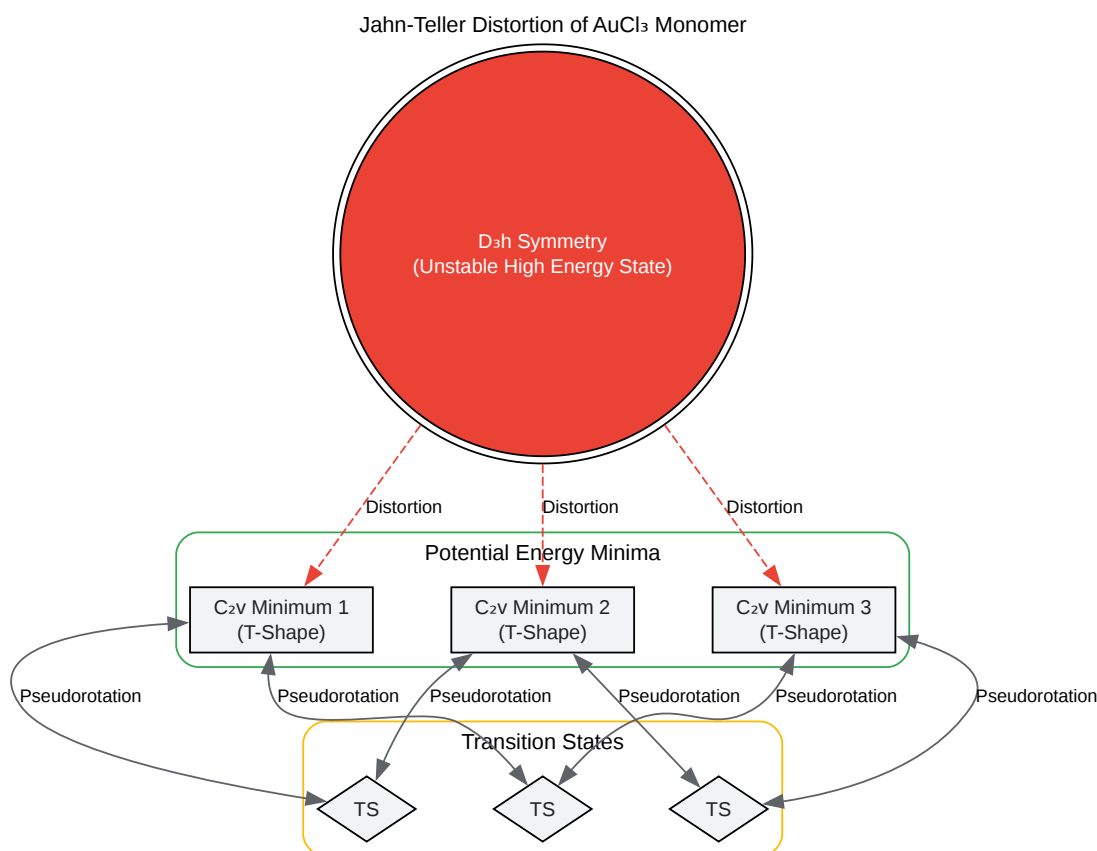 Jahn-Teller Distortion of AuCl₃ Monomer
D₃h Symmetry
(Unstable High Energy State)
Distortion
Distortion
Distortion
Potential Energy Minima
C₂v Minimum 1
(T-Shape)
C₂v Minimum 2
(T-Shape)
C₂v Minimum 3
(T-Shape)
Pseudorotation
Pseudorotation
Pseudorotation
Pseudorotation
Pseudorotation
Pseudorotation
Transition States
TS
TS
TS